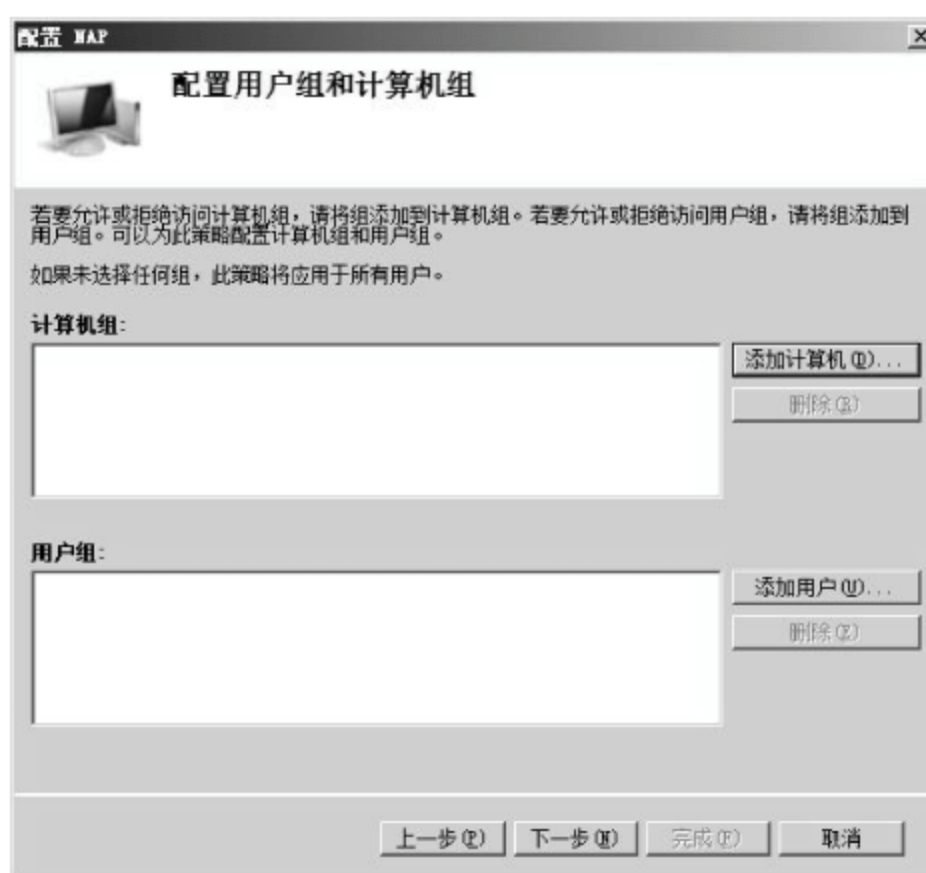 配置 NAP
配置用户组和计算机组
若要允许或拒绝访问计算机组，请将组添加到计算机组。若要允许或拒绝访问用户组，请将组添加到
用户组。可以为此策略配置计算机组和用户组。
如果未选择任何组，此策略将应用于所有用户。
计算机组:
添加计算机(D)...
删除(R)
用户组:
添加用户(U)...
删除(E)
上一步(P) 下一步(N) 完成(F) 取消